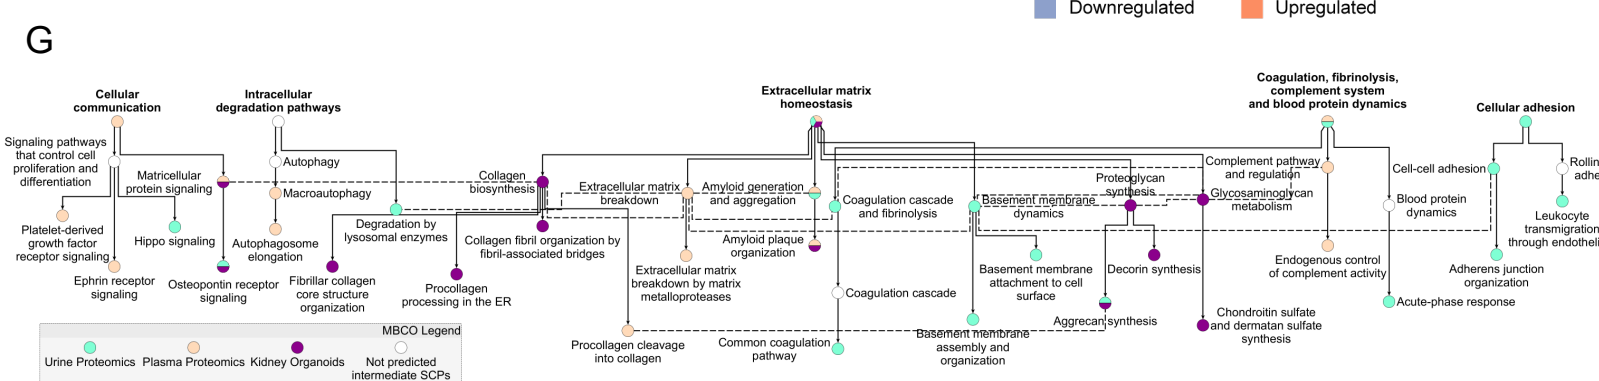 Downregulated
Upregulated
G
Cellular
communication
Intracellular
degradation pathways
Extracellular matrix
homeostasis
Coagulation, fibrinolysis,
complement system
and blood protein dynamics
Cellular adhesion
Signaling pathways
that control cell
proliferation and
differentiation
Matricellular
protein signaling
Autophagy
Macroautophagy
Collagen
biosynthesis
Extracellular matrix
breakdown
Amyloid generation
and aggregation
Coagulation cascade
and fibrinolysis
Basement membrane
dynamics
Proteoglycan
synthesis
Complement pathway
and regulation
Glycosaminoglycan
metabolism
Blood protein
dynamics
Cell-cell adhesion
Rollin
adhe
Platelet-derived
growth factor
receptor signaling
Hippo signaling
Ephrin receptor
signaling
Osteopontin receptor
signaling
Autophagosome
elongation
Degradation by
lysosomal enzymes
Fibrillar collagen
core structure
organization
Collagen fibril organization by
fibril-associated bridges
Procollagen
processing in the ER
Extracellular matrix
breakdown by matrix
metalloproteases
Amyloid plaque
organization
Coagulation cascade
Basement membrane
attachment to cell
surface
Decorin synthesis
Aggrecan synthesis
Endogenous control
of complement activity
Acute-phase response
Adherens junction
organization
Leukocyte
transmigration
through endotheli
Procollagen cleavage
into collagen
Common coagulation
pathway
Basement membrane
assembly and
organization
Chondroitin sulfate
and dermatan sulfate
synthesis
MBCO Legend
Urine Proteomics
Plasma Proteomics
Kidney Organoids
Not predicted
intermediate SCPs